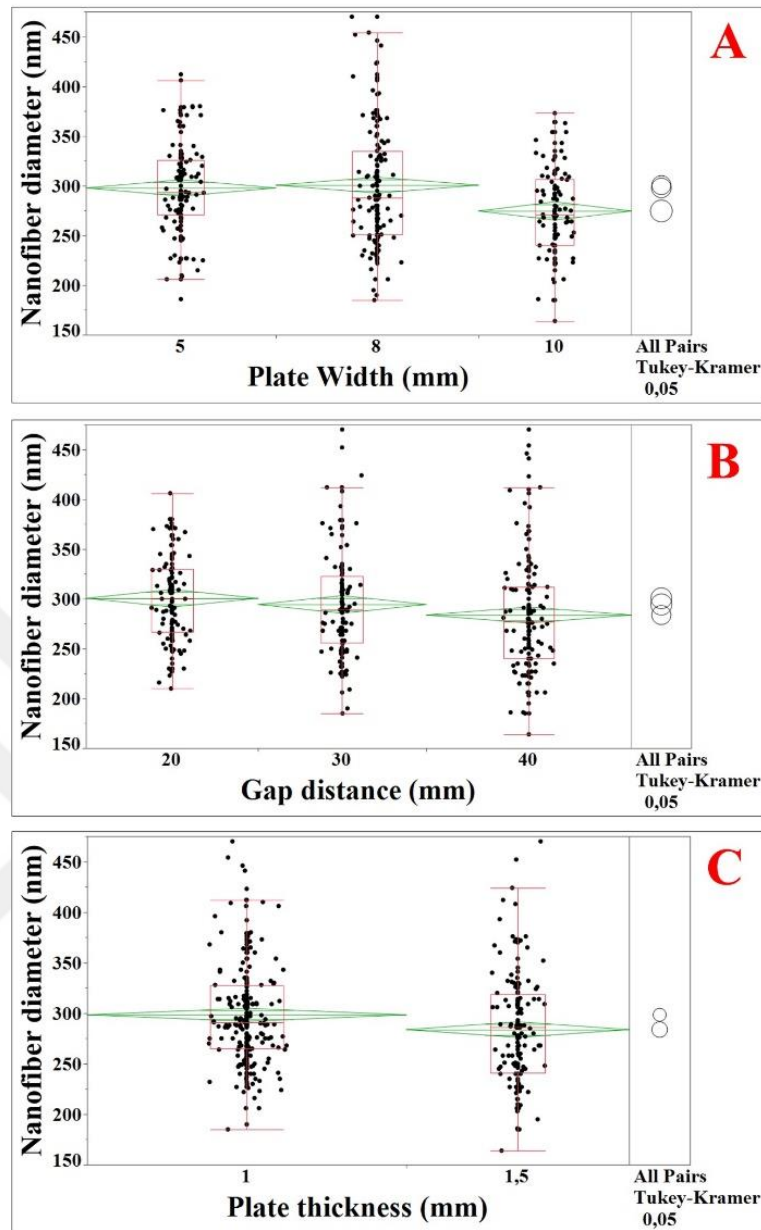 A
Nanofiber diameter (nm)
450
400
350
300
250
200
150
5 8 10
Plate Width (mm)
All Pairs
Tukey-Kramer
0,05
B
Nanofiber diameter (nm)
450
400
350
300
250
200
150
20 30 40
Gap distance (mm)
All Pairs
Tukey-Kramer
0,05
C
Nanofiber diameter (nm)
450
400
350
300
250
200
150
1 1,5
Plate thickness (mm)
All Pairs
Tukey-Kramer
0,05